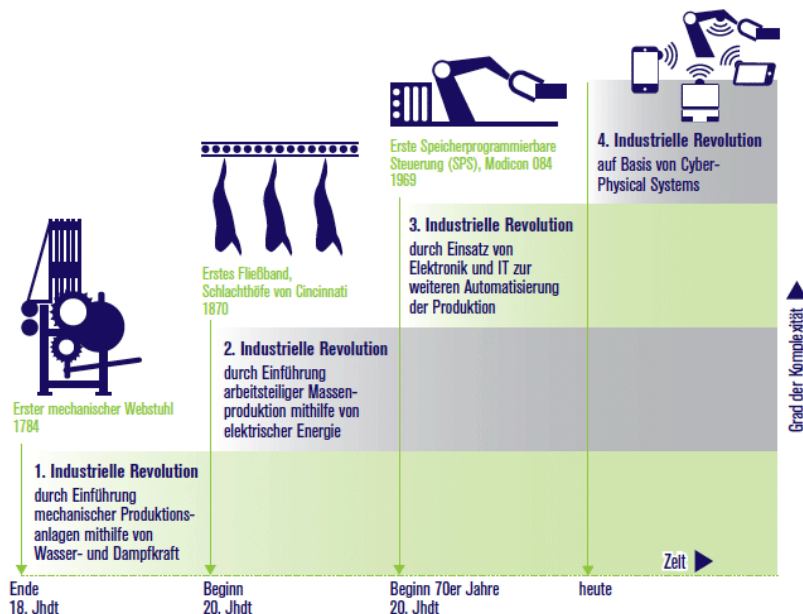 Erste Speicherprogrammierbare
Steuerung (SPS), Modicon 084
1969
4. Industrielle Revolution
auf Basis von Cyber-
Physical Systems
3. Industrielle Revolution
durch Einsatz von
Elektronik und IT zur
weiteren Automatisierung
der Produktion
Erstes Fließband,
Schlachthöfe von Cincinnati
1870
2. Industrielle Revolution
durch Einführung
arbeitsteiliger Massen-
produktion mithilfe von
elektrischer Energie
Erster mechanischer Webstuhl
1784
1. Industrielle Revolution
durch Einführung
mechanischer Produktions-
anlagen mithilfe von
Wasser- und Dampfkraft
Grad der Komplexität
Zeit
Ende
18. Jhdt
Beginn
20. Jhdt
Beginn 70er Jahre
20. Jhdt
heute